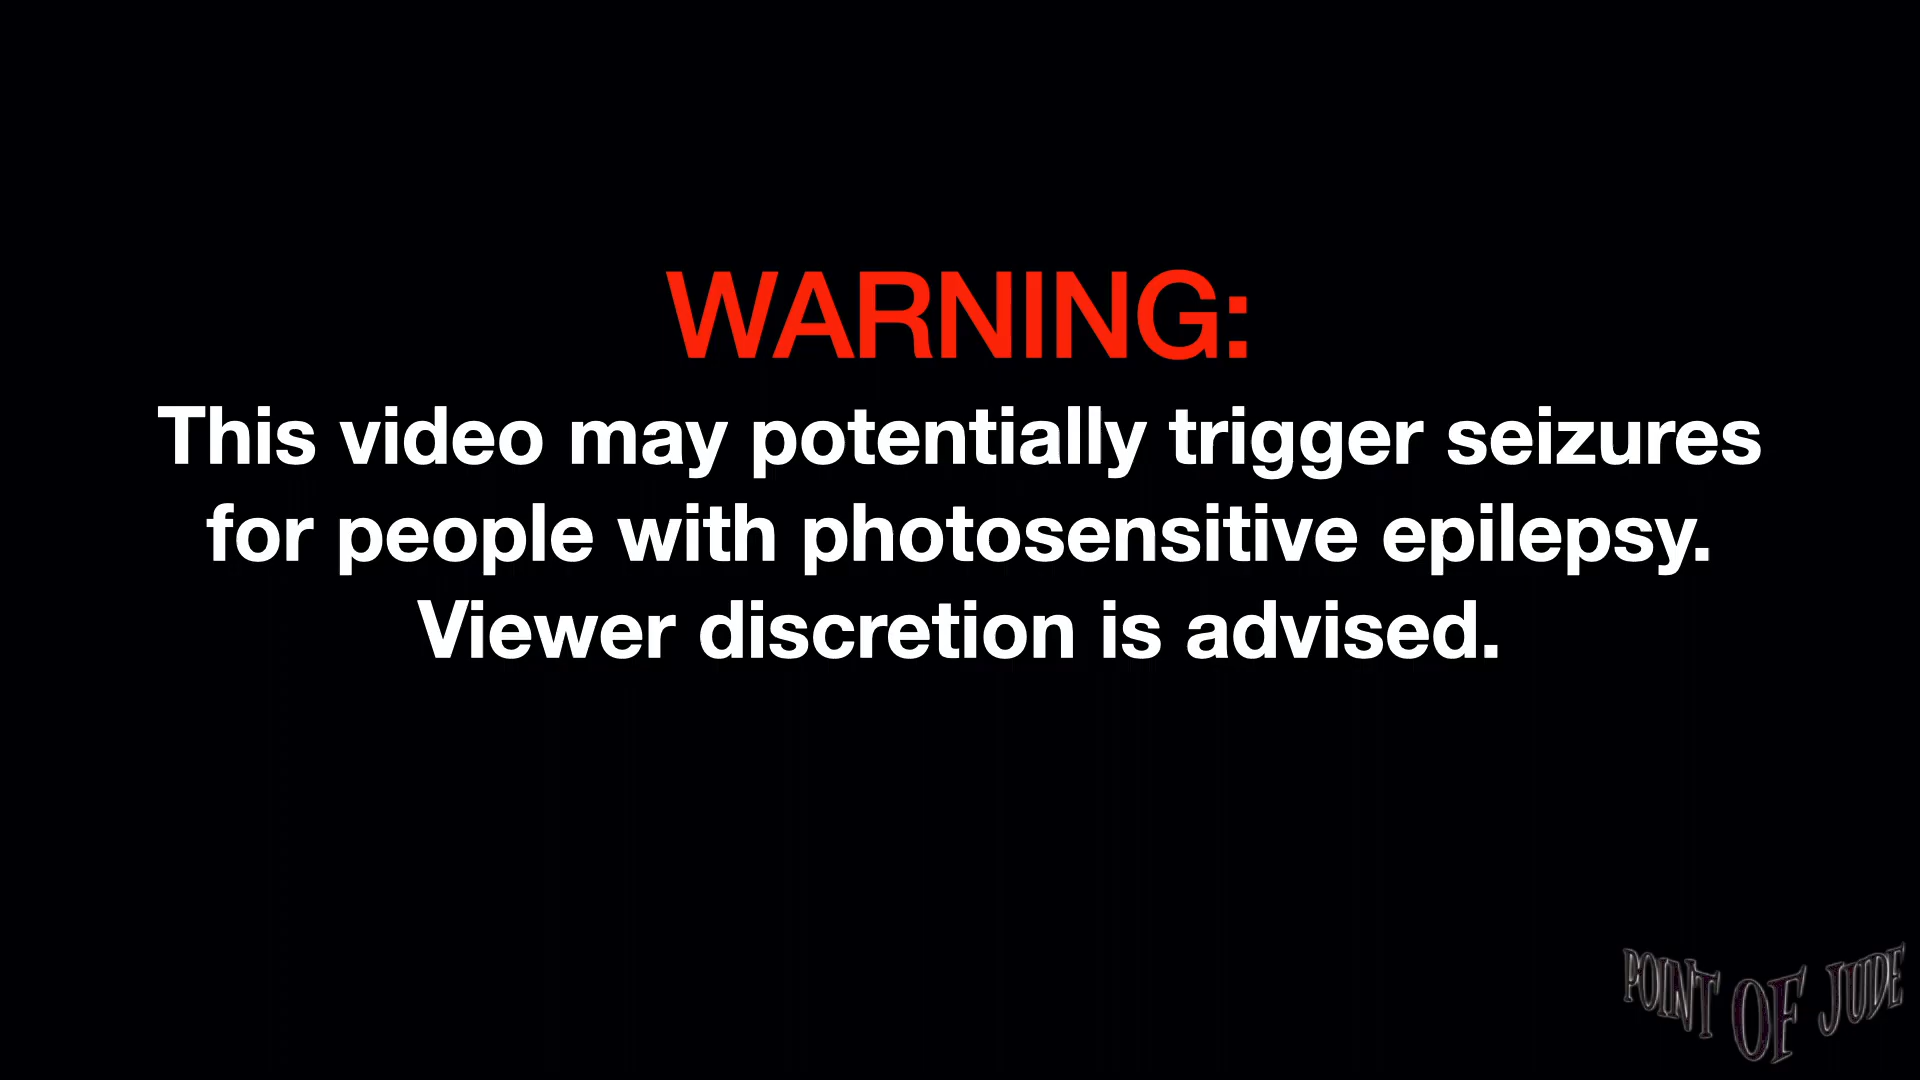 WARNING:
This video may potentially trigger seizures
for people with photosensitive epilepsy.
Viewer discretion is advised.
POINT OF JUDE